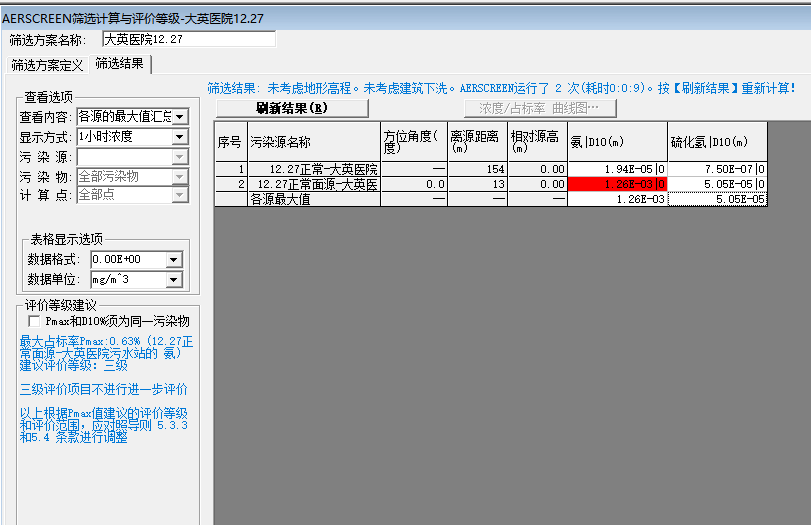 AERSCREEN筛选计算与评价等级-大英医院12.27
筛选方案名称: 大英医院12.27
筛选方案定义 筛选结果
筛选结果: 未考虑地形高程。未考虑建筑下洗。AERSCREEN运行了 2 次(耗时0:0:9)。按【刷新结果】重新计算!
刷新结果(R) 浓度/占标率 曲线图…
查看选项
查看内容: 各源的最大值汇总
显示方式: 1小时浓度
污 染 源:
污 染 物: 全部污染物
计 算 点: 全部点
表格显示选项
数据格式: 0.00E+00
数据单位: mg/m^3
评价等级建议
Pmax和D10%须为同一污染物
最大占标率Pmax:0.63% (12.27正
常面源-大英医院污水站的 氨)
建议评价等级: 三级
三级评价项目不进行进一步评价
以上根据Pmax值建议的评价等级
和评价范围，应对照导则 5.3.3
和5.4 条款进行调整
序号 污染源名称 方位角度(度) 离源距离(m) 相对源高(m) 氨|D10(m) 硫化氢|D10(m)
1 12.27正常-大英医院 — 154 0.00 1.94E-05|0 7.50E-07|0
2 12.27正常面源-大英医 0.0 13 0.00 1.26E-03|0 5.05E-05|0
各源最大值 — — — 1.26E-03 5.05E-05